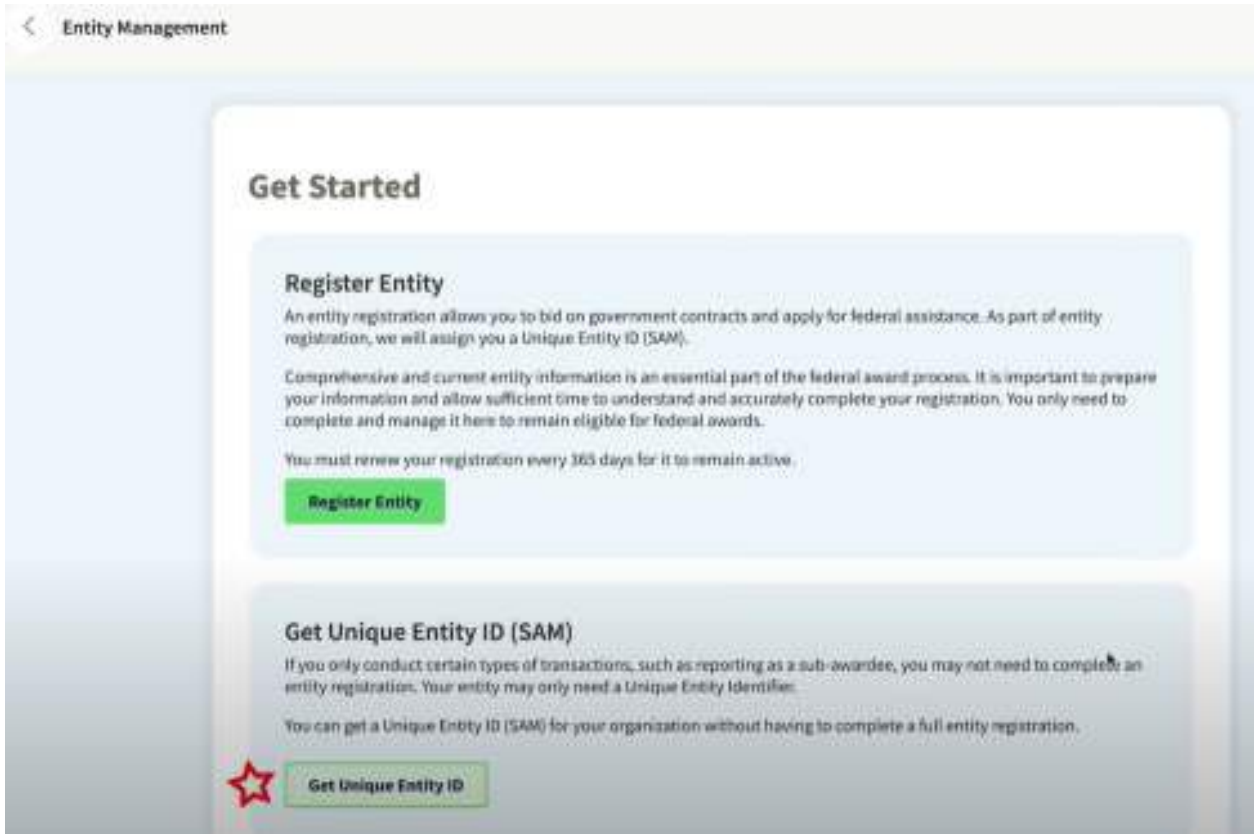 Entity Management
Get Started
Register Entity
An entity registration allows you to bid on government contracts and apply for federal assistance. As part of entity
registration, we will assign you a Unique Entity ID (SAM).
Comprehensive and current entity information is an essential part of the federal award process. It is important to prepare
your information and allow sufficient time to understand and accurately complete your registration. You only need to
complete and manage it here to remain eligible for federal awards.
You must renew your registration every 365 days for it to remain active.
Register Entity
Get Unique Entity ID (SAM)
If you only conduct certain types of transactions, such as reporting as a sub-awardee, you may not need to complete an
entity registration. Your entity may only need a Unique Entity Identifier.
You can get a Unique Entity ID (SAM) for your organization without having to complete a full entity registration.
Get Unique Entity ID